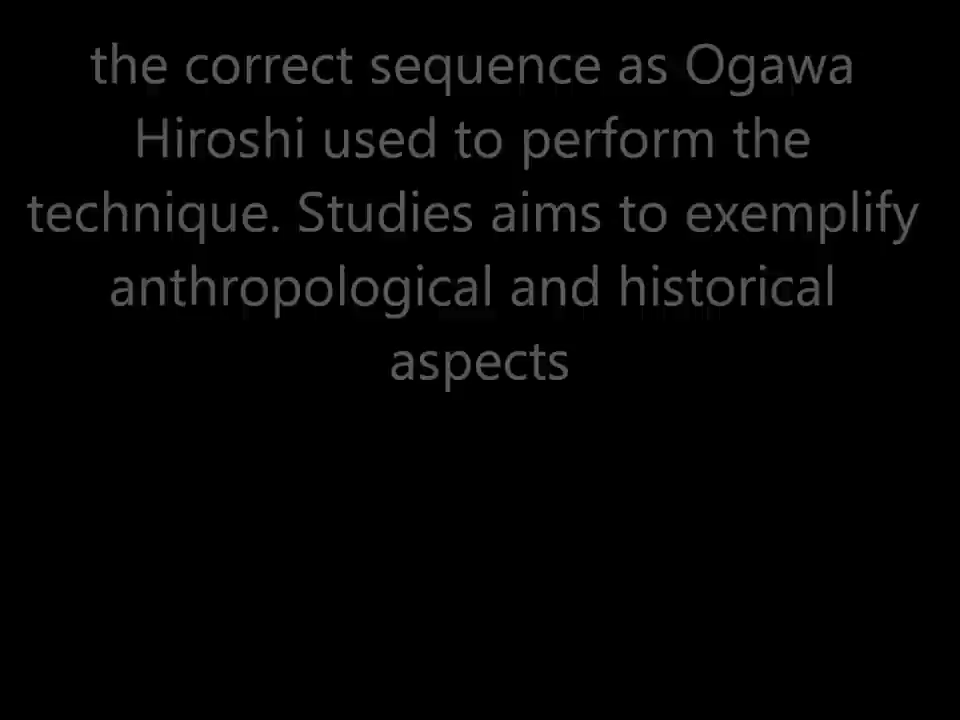 the correct sequence as Ogawa
Hiroshi used to perform the
technique. Studies aims to exemplify
anthropological and historical
aspects